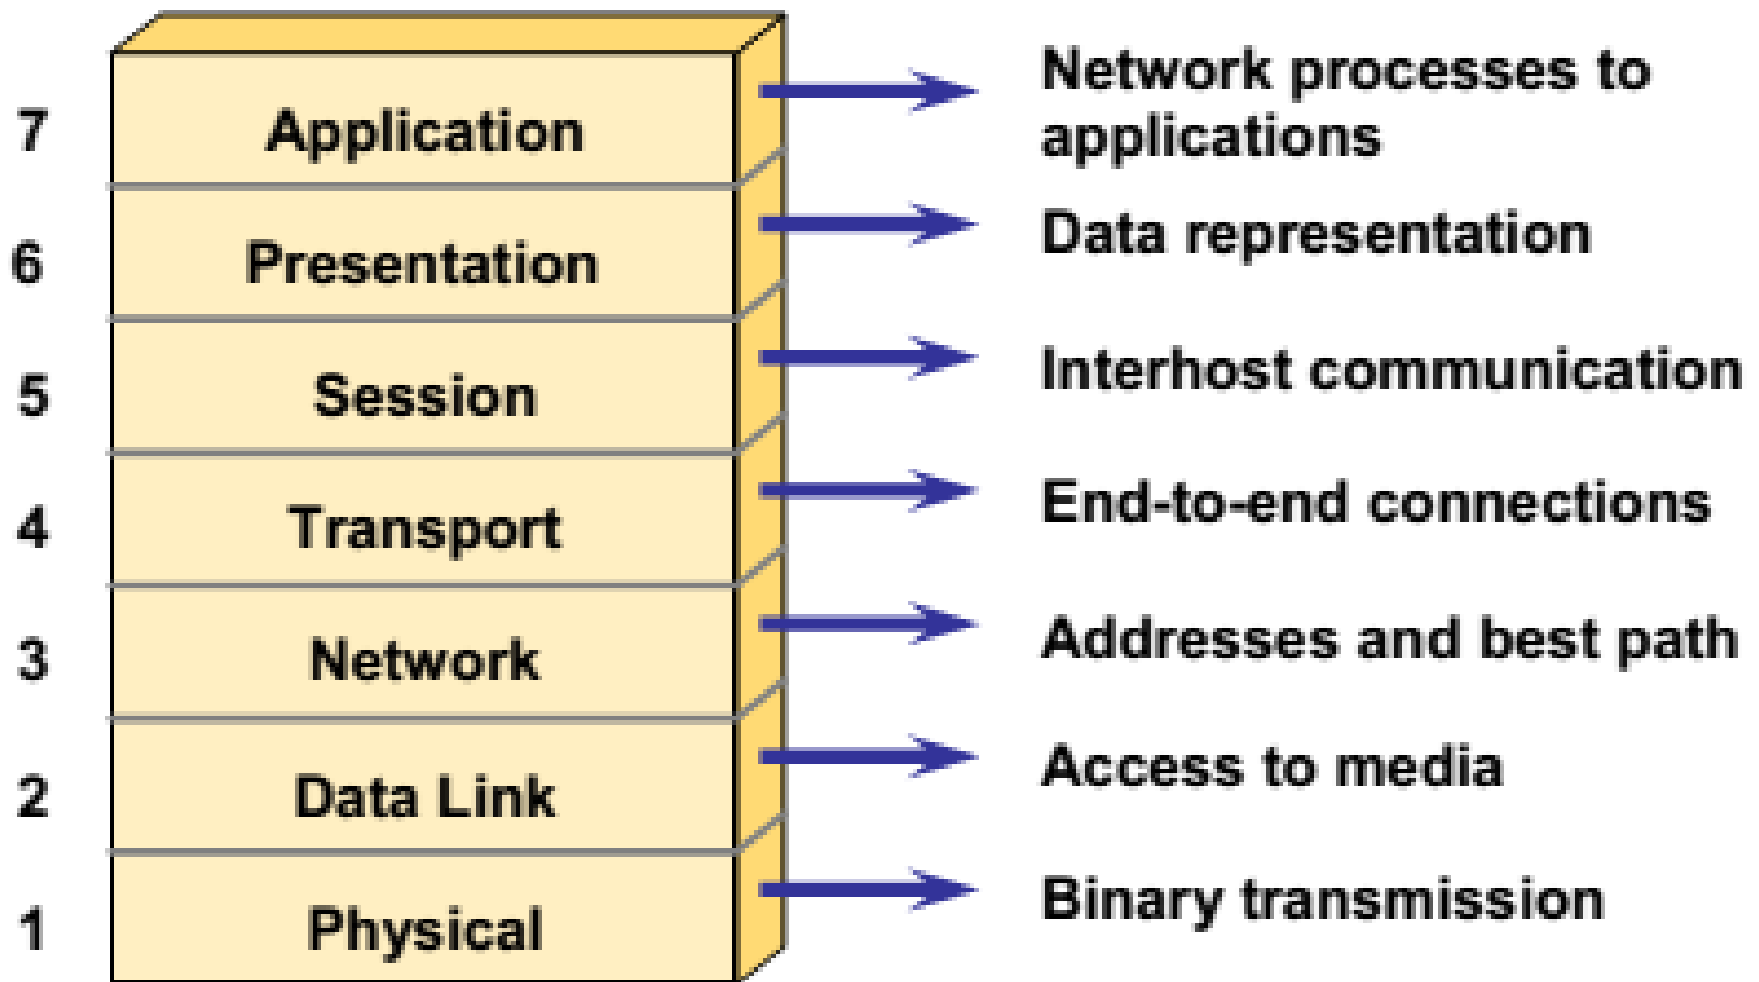 7 Application Network processes to
applications
6 Presentation Data representation
5 Session Interhost communication
4 Transport End-to-end connections
3 Network Addresses and best path
2 Data Link Access to media
1 Physical Binary transmission